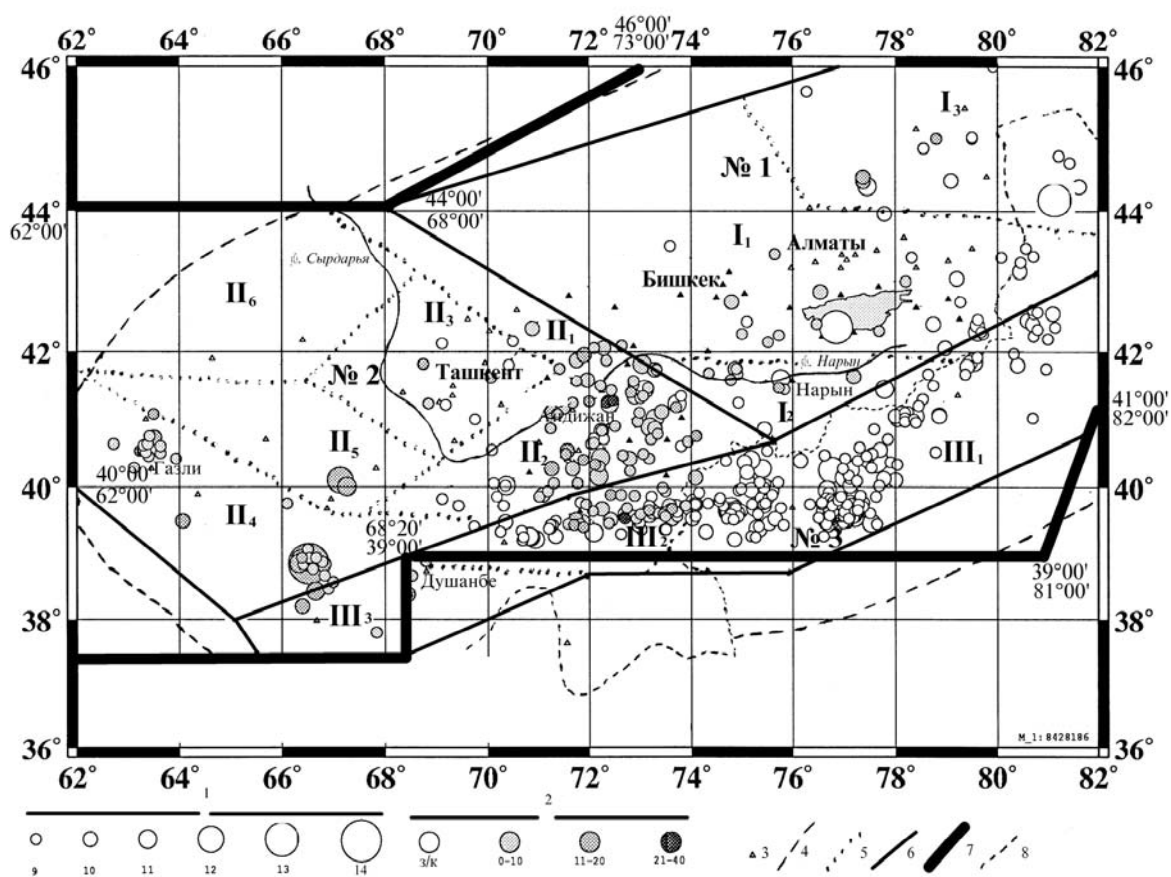 46°00'
62° 64° 66° 68° 70° 72° 73°00' 74° 76° 78° 80° 82°
46° 46°
I₃
№ 1
44° 44°00' 44°
62°00' 68°00'
I₁ Алматы
р. Сырдарья
Бишкек
II₆ II₃ II₁
42° р. Нарын 42°
№ 2 Ташкент Нарын
41°00'
82°00'
Андижан I₂
II₅ II₂ III₁
Газли
40°00'
62°00'
40° 40°
II₄ 68°20'
39°00' III₂ № 3
Душанбе 39°00'
81°00'
38° III₃ 38°
M_1:8428186
36° 36°
62° 64° 66° 68° 70° 72° 74° 76° 78° 80° 82°
1 2
3 4 5 6 7 8
9 10 11 12 13 14 з/к 0-10 11-20 21-40